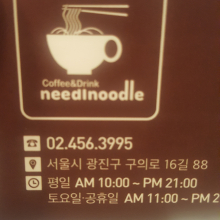 Coffee&Drink
needlnoodle
02.456.3995
서울시 광진구 구의로 16길 88
평일 AM 10:00 ~ PM 21:00
토요일·공휴일 AM 11:00 ~ PM